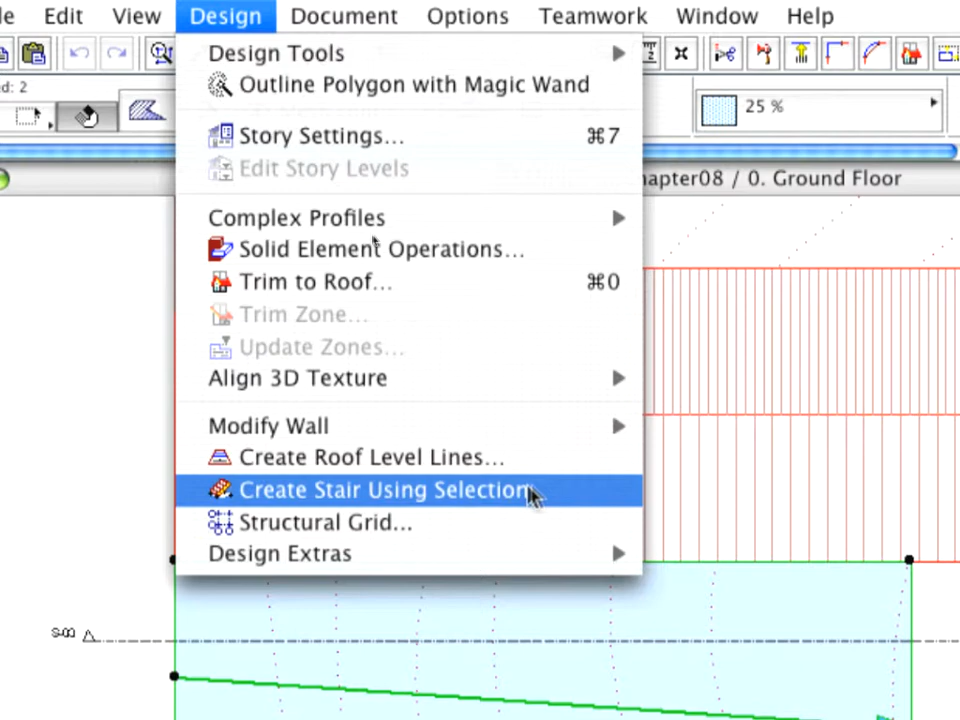 le Edit View Design Document Options Teamwork Window Help
ed: 2
25 %
hapter08 / 0. Ground Floor
Design Tools
Outline Polygon with Magic Wand
Story Settings... ⌘7
Edit Story Levels
Complex Profiles
Solid Element Operations...
Trim to Roof... ⌘0
Trim Zone...
Update Zones...
Align 3D Texture
Modify Wall
Create Roof Level Lines...
Create Stair Using Selection
Structural Grid...
Design Extras